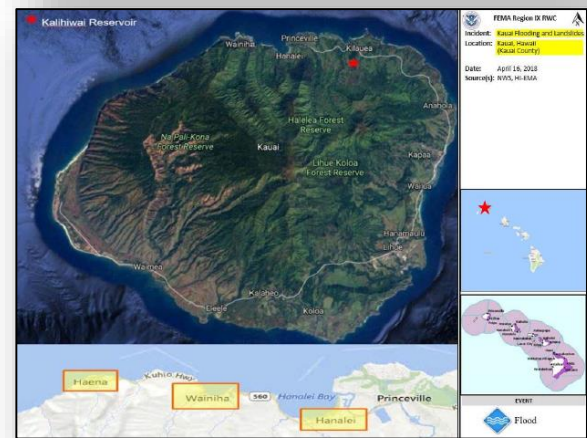 Kalihiwai Reservoir
Princeville
Wainiha
Hanalei
Kilauea
Anahola
Halelea Forest
Reserve
Na Pali-Kona
Forest Reserve
Kauai
Kapaa
Lihue Koloa
Forest Reserve
Wailua
Hanamaulu
Lihue
Waimea
Kalaheo
Eleele
Koloa
Haena
Kuhio Hwy
Wainiha
560
Hanalei Bay
Princeville
Hanalei
FEMA Region IX RWC
Incident: Kauai Flooding and Landslides
Location: Kauai, Hawaii
(Kauai County)
Date: April 16, 2018
Source(s): NWS, HI-EMA
EVENT
Flood